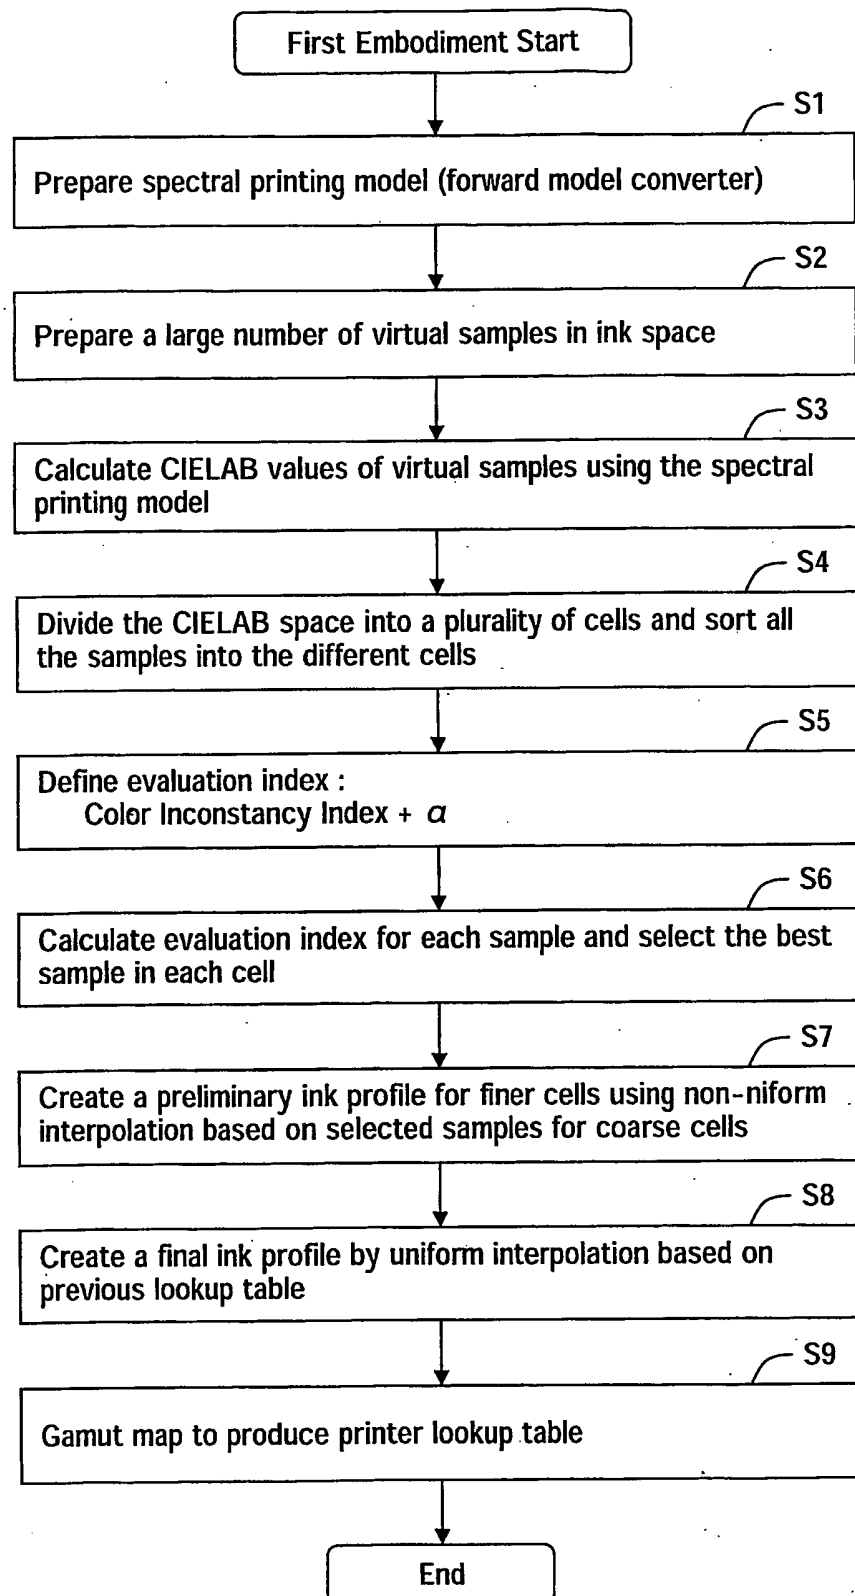 First Embodiment Start
S1
Prepare spectral printing model (forward model converter)
S2
Prepare a large number of virtual samples in ink space
S3
Calculate CIELAB values of virtual samples using the spectral
printing model
S4
Divide the CIELAB space into a plurality of cells and sort all
the samples into the different cells
S5
Define evaluation index :
Color Inconstancy Index + α
S6
Calculate evaluation index for each sample and select the best
sample in each cell
S7
Create a preliminary ink profile for finer cells using non-niform
interpolation based on selected samples for coarse cells
S8
Create a final ink profile by uniform interpolation based on
previous lookup table
S9
Gamut map to produce printer lookup table
End